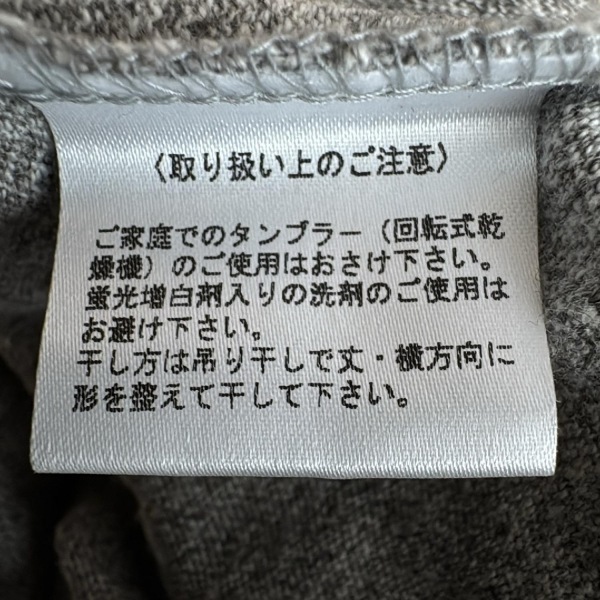 〈取り扱い上のご注意〉
ご家庭でのタンブラー（回転式乾
燥機）のご使用はおさけ下さい。
蛍光増白剤入りの洗剤のご使用は
お避け下さい。
干し方は吊り干しで丈・横方向に
形を整えて干して下さい。